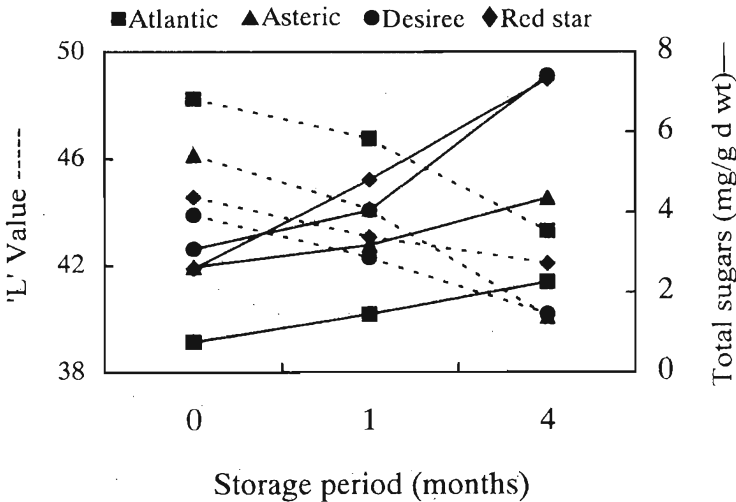 Atlantic Asteric Desiree Red star
50
46
42
38
'L' Value -----
8
6
4
2
0
Total sugars (mg/g d wt)—
0 1 4
Storage period (months)